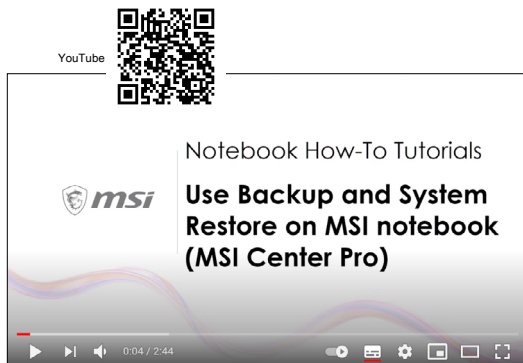 YouTube
Notebook How-To Tutorials
msi
Use Backup and System
Restore on MSI notebook
(MSI Center Pro)
0:04 / 2:44